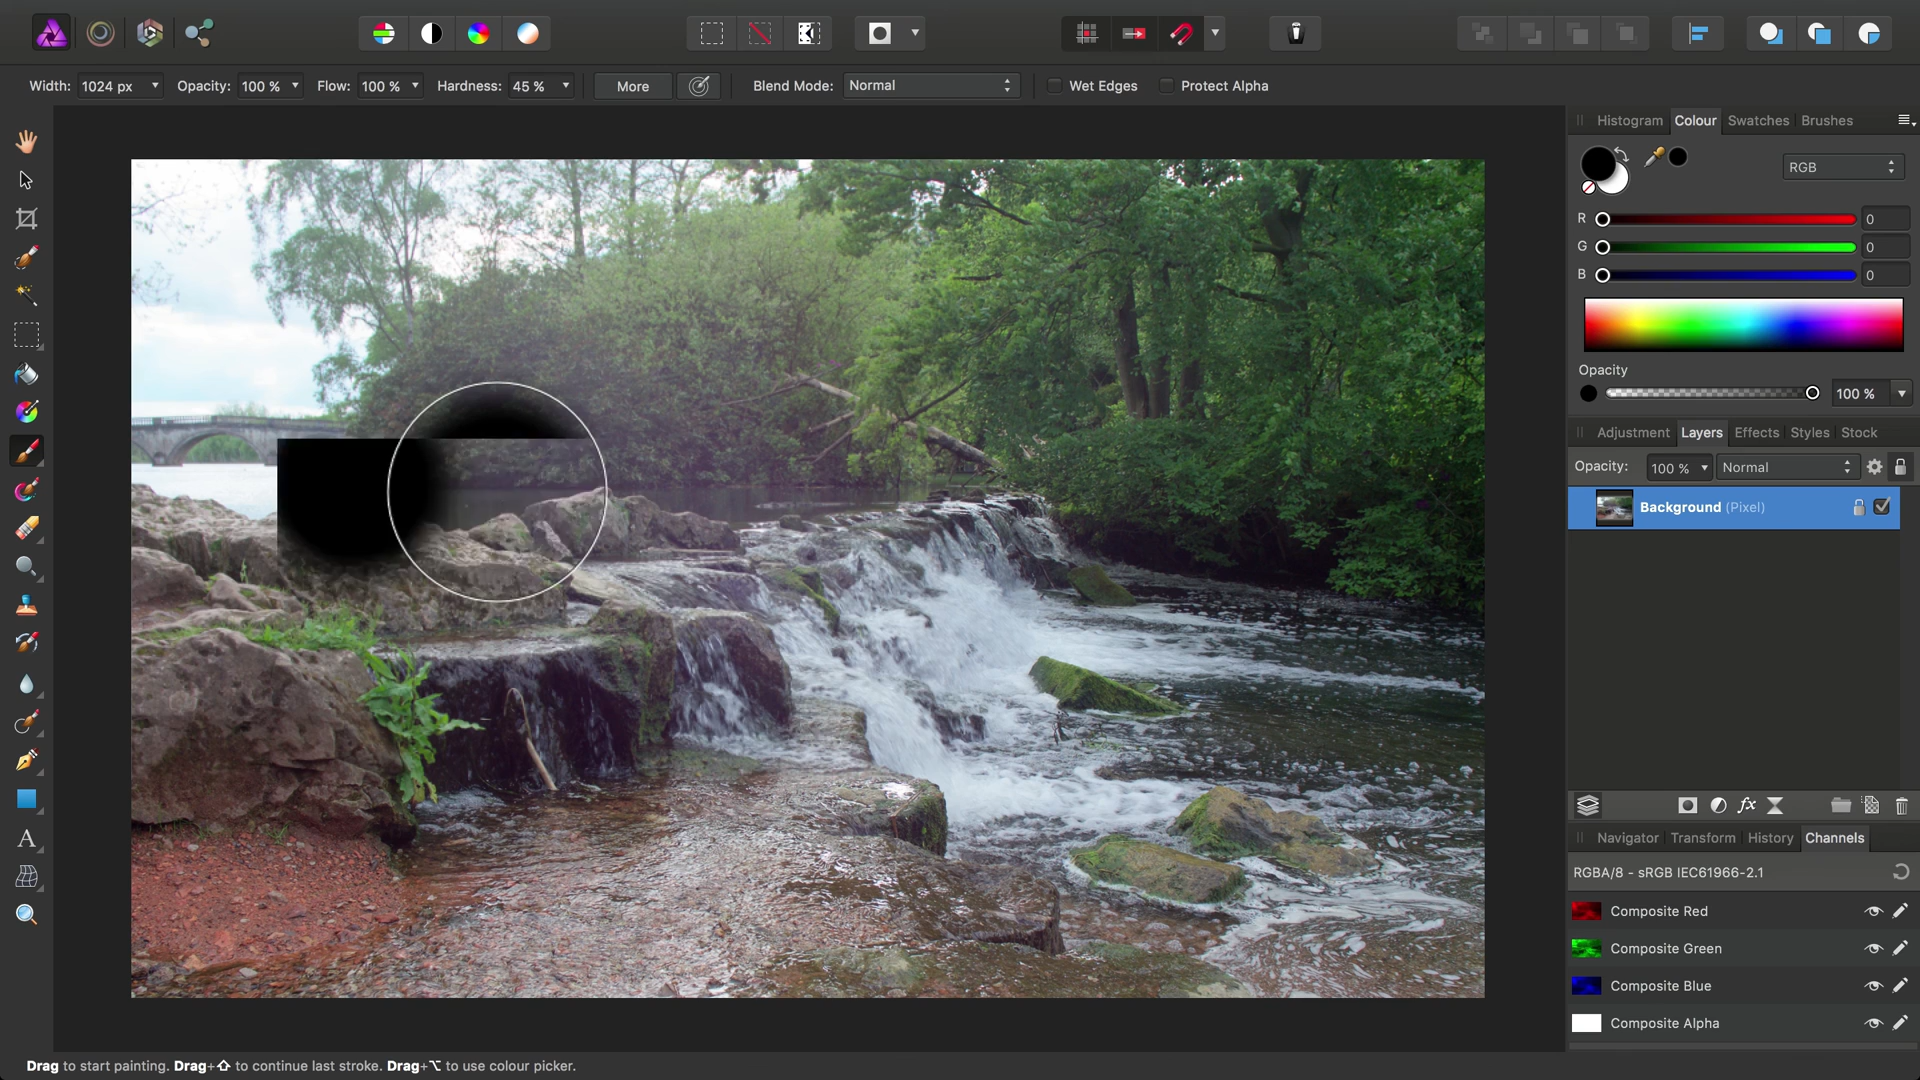 Width: 1024 px Opacity: 100 % Flow: 100 % Hardness: 45 % More Blend Mode: Normal Wet Edges Protect Alpha
Histogram Colour Swatches Brushes
RGB
R 0
G 0
B 0
Opacity
100 %
Adjustment Layers Effects Styles Stock
Opacity: 100 % Normal
Background (Pixel)
fx
Navigator Transform History Channels
RGBA/8 - sRGB IEC61966-2.1
Composite Red
Composite Green
Composite Blue
Composite Alpha
A
Drag to start painting. Drag+⇧ to continue last stroke. Drag+⌥ to use colour picker.